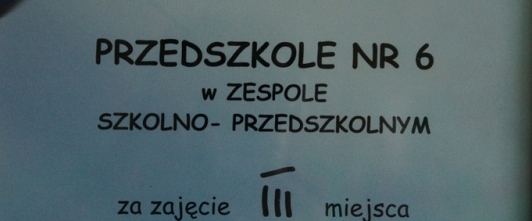 PRZEDSZKOLE NR 6
w ZESPOLE
SZKOLNO- PRZEDSZKOLNYM
za zajęcie III miejsca